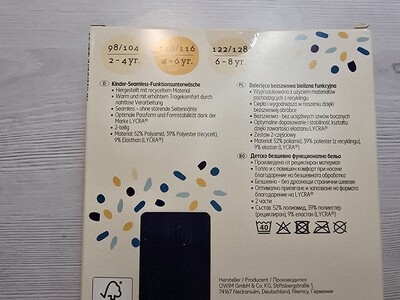 98/104
2-4 yr.
110/116
4-6 yr.
122/128
6-8 yr.
DE Kinder-Seamless-Funktionsunterwäsche
- Hergestellt mit recyceltem Material
- Warm und mit erhöhtem Tragekomfort durch
nahtlose Verarbeitung
- Seamless - ohne störende Seitennähte
- Optimale Passform und Formstabilität dank der
Marke LYCRA®
- 2-teilig
- Material: 52% Polyamid, 39% Polyester (recycelt),
9% Elasthan (LYCRA®)
PL Dziecięca bezszwowa bielizna funkcyjna
- Wyprodukowana z użyciem materiałów
pochodzących z recyklingu
- Ciepło i wygoda noszenia dzięki
bezszwowej obróbce
- Bezszwowa - bez uciążliwych szwów bocznych
- Optymalne dopasowanie i stabilność kształtu
dzięki zawartości elastanu LYCRA®
- Zestaw 2-częściowy
- Materiał: 52% poliamid, 39% poliester (z recyklingu),
9% elastan (LYCRA®)
BG Детско безшевно функционално бельо
- Произведено от рециклиран материал
- Топло и с повишен комфорт при носене
благодарение на безшевната обработка
- Безшевно - без дразнещи странични шевове
- Оптимално прилягане и запазване на формата
благодарение на LYCRA®
- 2 части
- Състав: 52% полиамид, 39% полиестер
(рециклиран), 9% еластан (LYCRA®)
40
FSC
Hersteller / Producent / Производител:
OWIM GmbH & Co. KG, Stiftsbergstraße 1,
74167 Neckarsulm, Deutschland, Niemcy, Германия